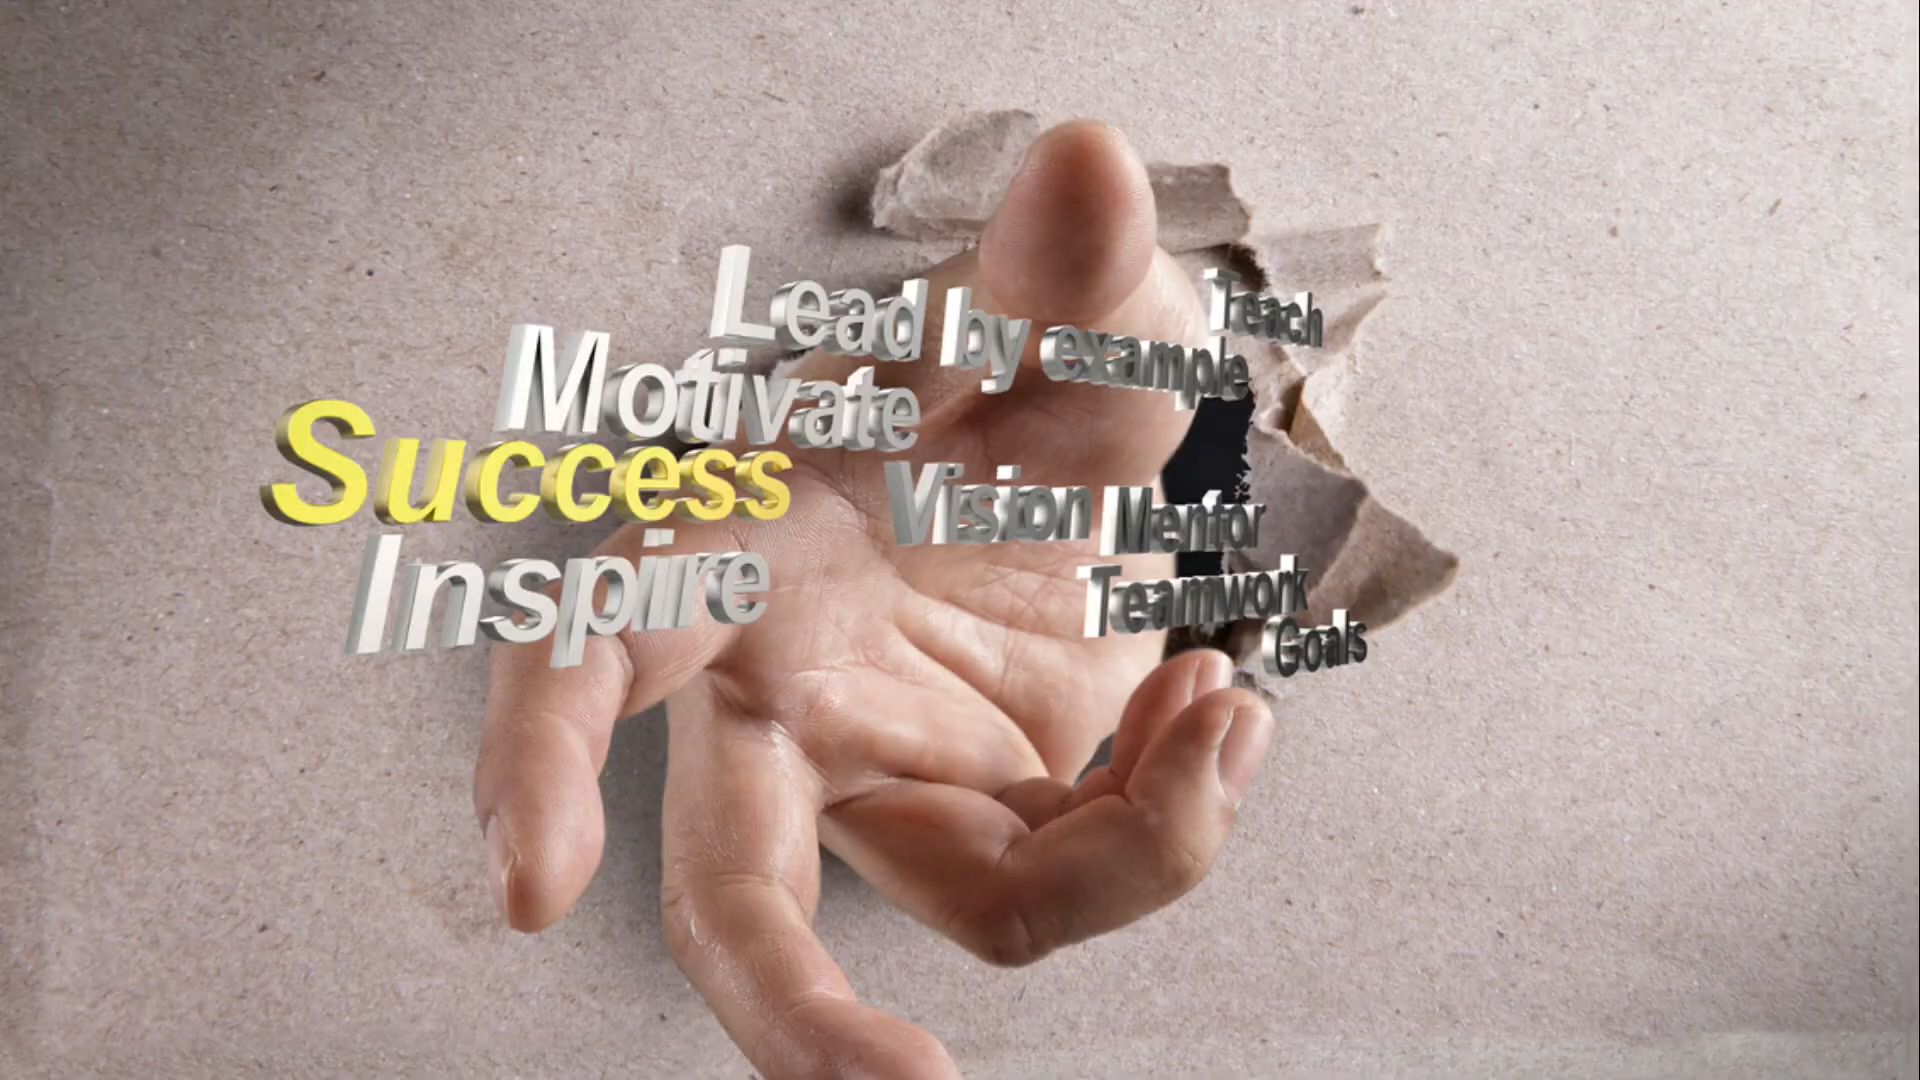 Lead by example
Teach
Motivate
Success
Vision
Mentor
Inspire
Teamwork
Goals